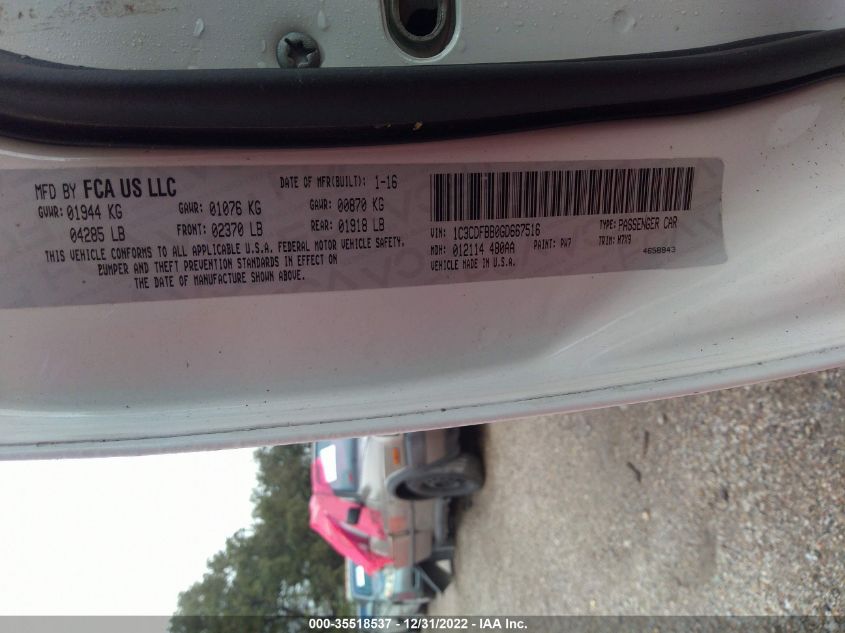 MFD BY FCA US LLC DATE OF MFR(BUILT): 1-16
GVWR: 01944 KG GAWR: 01076 KG GAWR: 00870 KG
04285 LB FRONT: 02370 LB REAR: 01918 LB
THIS VEHICLE CONFORMS TO ALL APPLICABLE U.S.A. FEDERAL MOTOR VEHICLE SAFETY,
BUMPER AND THEFT PREVENTION STANDARDS IN EFFECT ON
THE DATE OF MANUFACTURE SHOWN ABOVE.
VIN: 1C3CDFBB0GD667516 TYPE: PASSENGER CAR
MDH: 012114 4B0AA PAINT: PW7 TRIM: H7X9
VEHICLE MADE IN U.S.A. 4658943
000-35518537 - 12/31/2022 - IAA Inc.